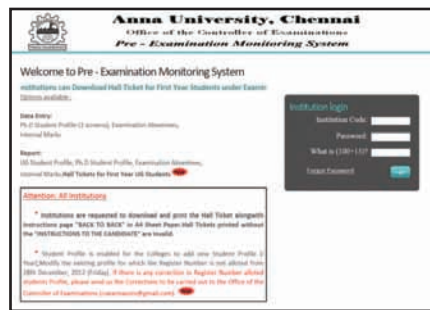 Anna University, Chennai
Office of the Controller of Examinations
Pre - Examination Monitoring System
Welcome to Pre - Examination Monitoring System
Institutions can Download Hall Ticket for First Year Students under Examin
Options available:
Data Entry:
Ph.D Student Profile (2 screens), Examination Absentees,
Internal Marks
Report:
UG Student Profile, Ph.D Student Profile, Examination Absentees,
Internal Marks, Hall Tickets for First Year UG Students
Institution login
Institution Code:
Password:
What is (100+11)?
Forgot Password
Login
Attention: All Institutions
* Institutions are requested to download and print the Hall Ticket alongwith
Instructions page "BACK TO BACK" in A4 Sheet Paper.Hall Tickets printed without
the "INSTRUCTIONS TO THE CANDIDATE" are Invalid.
* Student Profile is enabled for the Colleges to add new Student Profile (I
Year),Modify the existing profile for which the Register Number is not alloted from
28th December, 2012 (Friday). If there is any correction in Register Number alloted
students Profile, please send us the Corrections to be carried out to the Office of the
Controller of Examinations